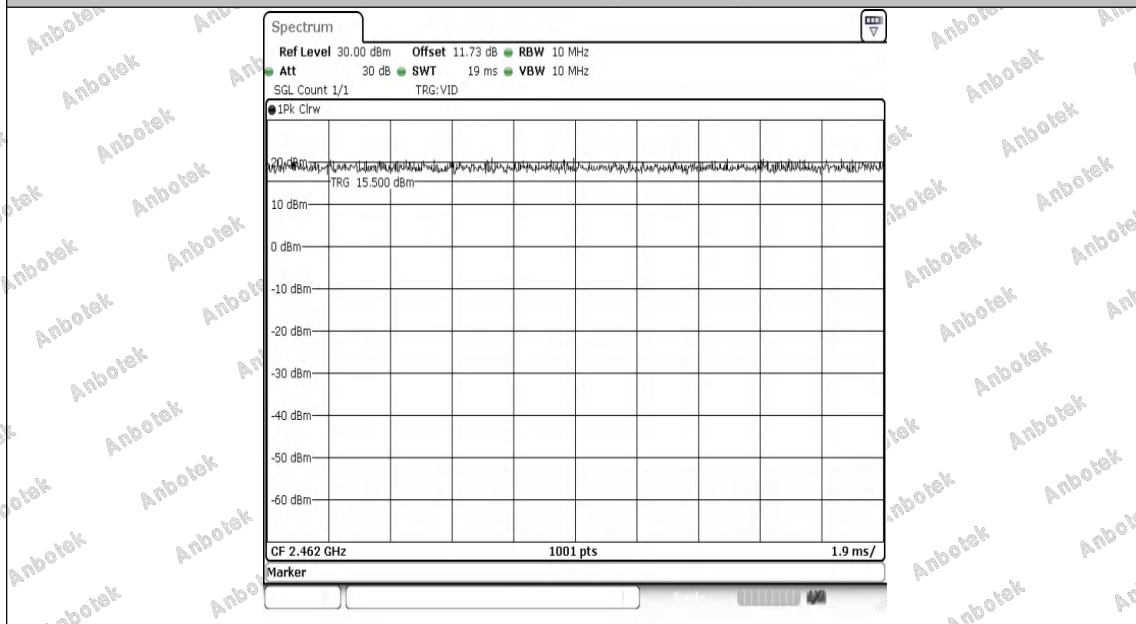 Spectrum
Ref Level 30.00 dBm Offset 11.73 dB RBW 10 MHz
Att 30 dB SWT 19 ms VBW 10 MHz
SGL Count 1/1 TRG:VID
1Pk Clrw
20 dBm
TRG 15.500 dBm
10 dBm
0 dBm
-10 dBm
-20 dBm
-30 dBm
-40 dBm
-50 dBm
-60 dBm
CF 2.462 GHz 1001 pts 1.9 ms/
Marker
Anbotek